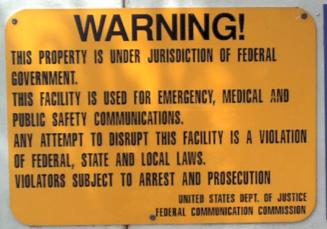 WARNING!
THIS PROPERTY IS UNDER JURISDICTION OF FEDERAL
GOVERNMENT.
THIS FACILITY IS USED FOR EMERGENCY, MEDICAL AND
PUBLIC SAFETY COMMUNICATIONS.
ANY ATTEMPT TO DISRUPT THIS FACILITY IS A VIOLATION
OF FEDERAL, STATE AND LOCAL LAWS.
VIOLATORS SUBJECT TO ARREST AND PROSECUTION
UNITED STATES DEPT. OF JUSTICE
FEDERAL COMMUNICATION COMMISSION